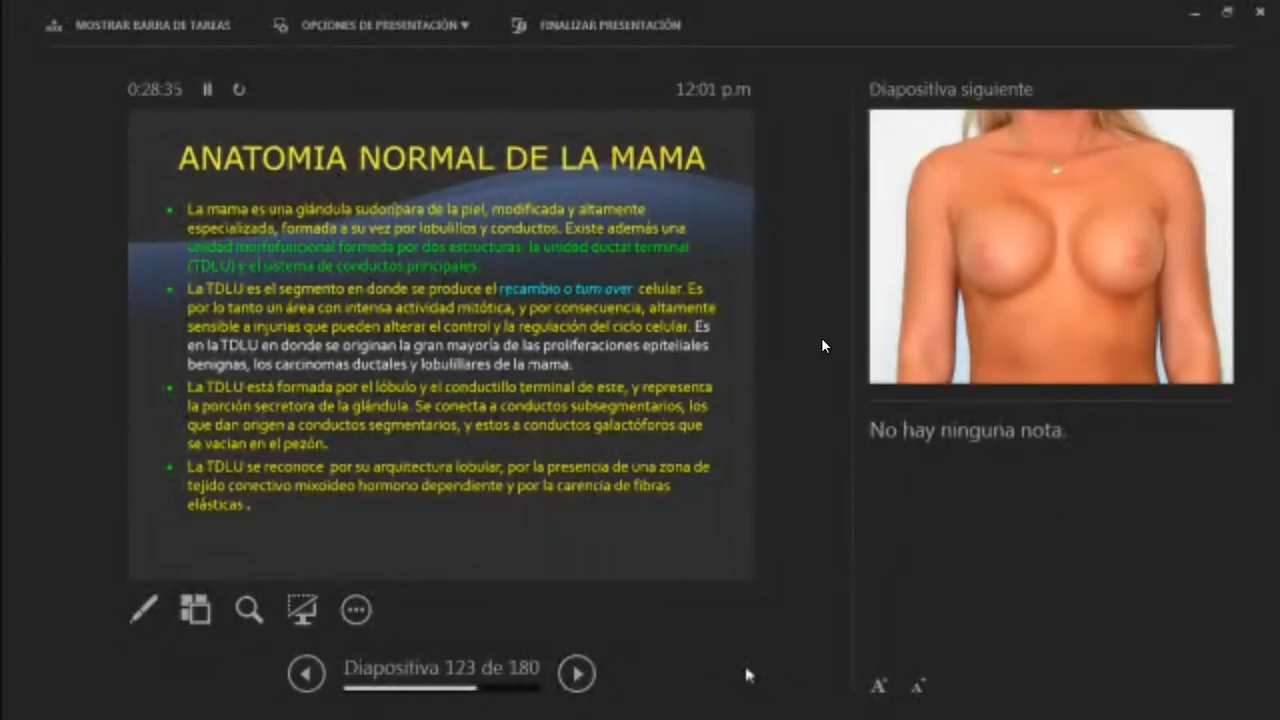 MOSTRAR BARRA DE TAREAS
OPCIONES DE PRESENTACIÓN
FINALIZAR PRESENTACIÓN
0:28:35
12:01 p.m
Diapositiva siguiente
ANATOMIA NORMAL DE LA MAMA
La mama es una glándula sudorípara de la piel, modificada y altamente
especializada, formada a su vez por lobulillos y conductos. Existe además una
unidad morfofuncional formada por dos estructuras la unidad ductal terminal
(TDLU) y el sistema de conductos principales.
La TDLU es el segmento en donde se produce el recambio o turn over celular. Es
por lo tanto un área con intensa actividad mitótica, y por consecuencia, altamente
sensible a injurias que pueden alterar el control y la regulación del ciclo celular. Es
en la TDLU en donde se originan la gran mayoría de las proliferaciones epiteliales
benignas, los carcinomas ductales y lobulillares de la mama.
La TDLU está formada por el lóbulo y el conductillo terminal de este, y representa
la porción secretora de la glándula. Se conecta a conductos subsegmentarios, los
que dan origen a conductos segmentarios, y estos a conductos galactóforos que
se vacian en el pezón.
La TDLU se reconoce por su arquitectura lobular, por la presencia de una zona de
tejido conectivo mixoideo hormono dependiente y por la carencia de fibras
elásticas .
No hay ninguna nota.
Diapositiva 123 de 180
A A